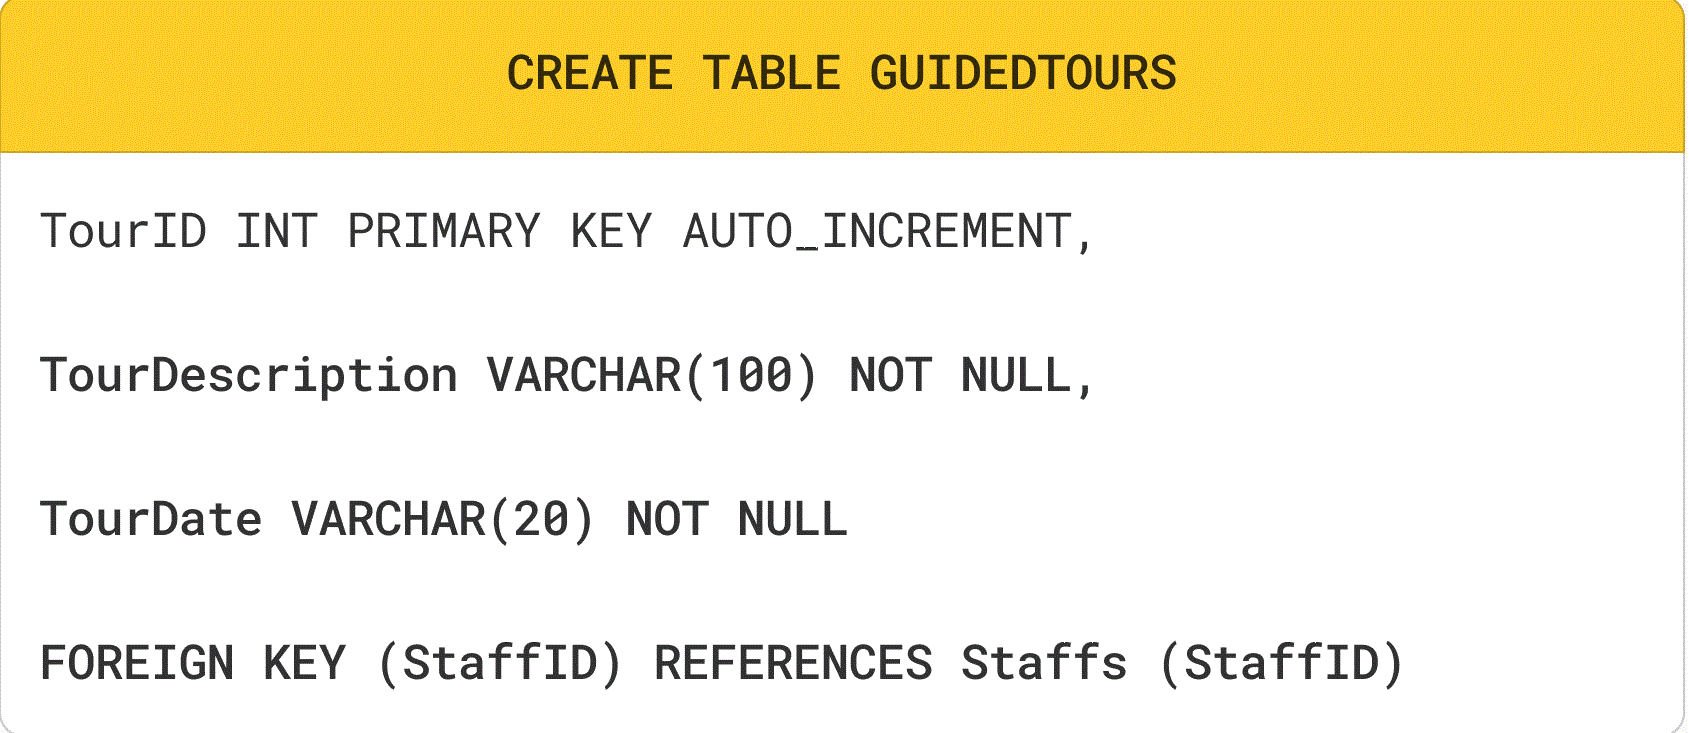 CREATE TABLE GUIDEDTOURS
TourID INT PRIMARY KEY AUTO_INCREMENT,
TourDescription VARCHAR(100) NOT NULL,
TourDate VARCHAR(20) NOT NULL
FOREIGN KEY (StaffID) REFERENCES Staffs (StaffID)